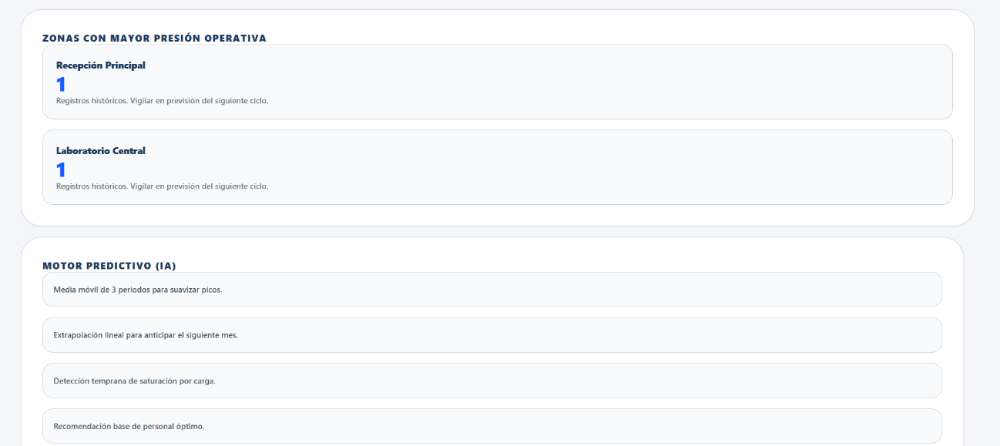 ZONAS CON MAYOR PRESIÓN OPERATIVA
Recepción Principal
1
Registros históricos. Vigilar en previsión del siguiente ciclo.
Laboratorio Central
1
Registros históricos. Vigilar en previsión del siguiente ciclo.
MOTOR PREDICTIVO (IA)
Media móvil de 3 periodos para suavizar picos.
Extrapolación lineal para anticipar el siguiente mes.
Detección temprana de saturación por carga.
Recomendación base de personal óptimo.